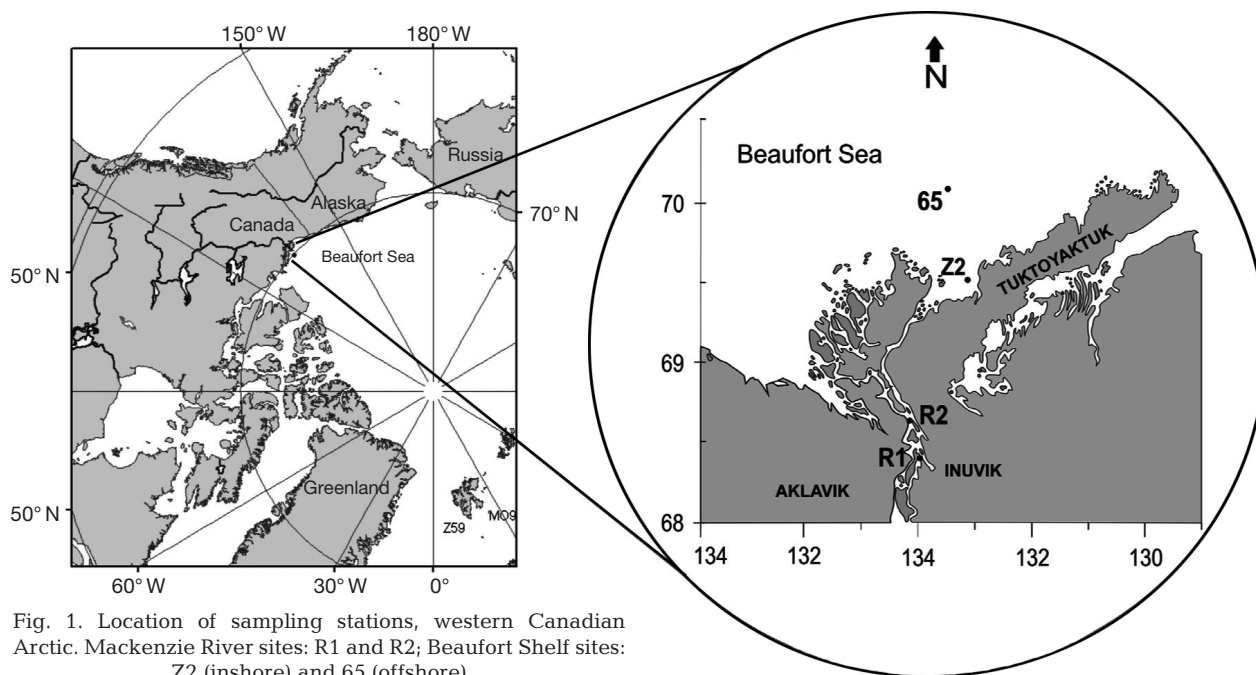 150° W
180° W
Russia
Alaska
70° N
Canada
Beaufort Sea
50° N
Greenland
50° N
Z59
MO9
60° W
30° W
0°
N
Beaufort Sea
70
65
Z2
TUKTOYAKTUK
69
R2
R1
INUVIK
AKLAVIK
68
134
132
134
132
130
Fig. 1. Location of sampling stations, western Canadian
Arctic. Mackenzie River sites: R1 and R2; Beaufort Shelf sites:
Z2 (inshore) and 65 (offshore)